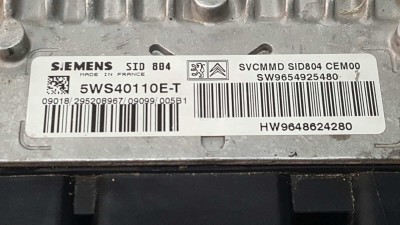 SIEMENS SID 804
MADE IN FRANCE
5WS40110E-T
09018/295208967/09099/005B1
SVCMMD SID804 CEM00
SW9654925480
HW9648624280